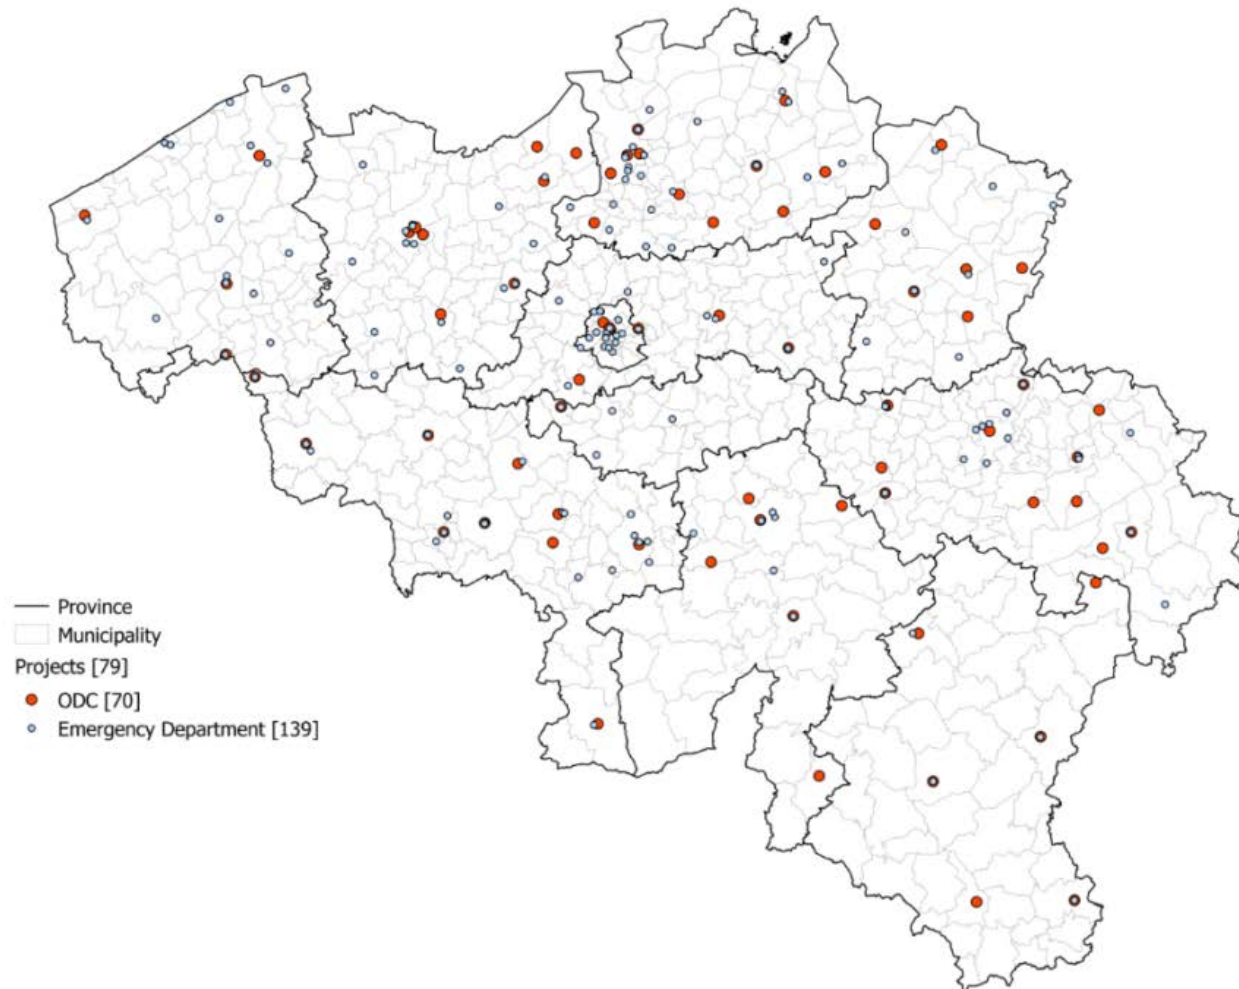 Province
Municipality
Projects [79]
ODC [70]
Emergency Department [139]